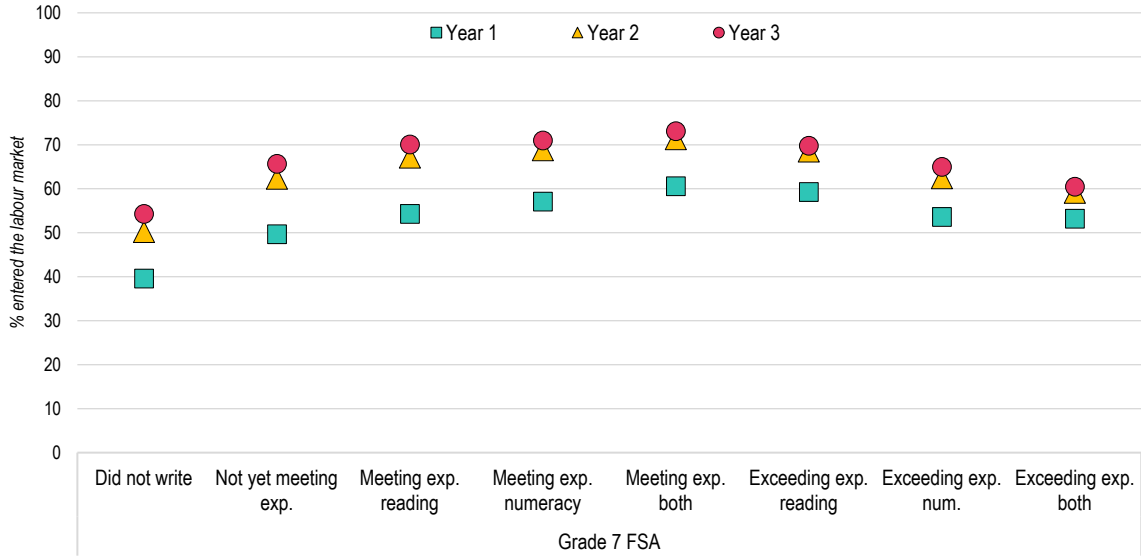 100
90
80
70
60
50
40
30
20
10
0
% entered the labour market
Year 1
Year 2
Year 3
Did not write
Not yet meeting
exp.
Meeting exp.
reading
Meeting exp.
numeracy
Meeting exp.
both
Exceeding exp.
reading
Exceeding exp.
num.
Exceeding exp.
both
Grade 7 FSA